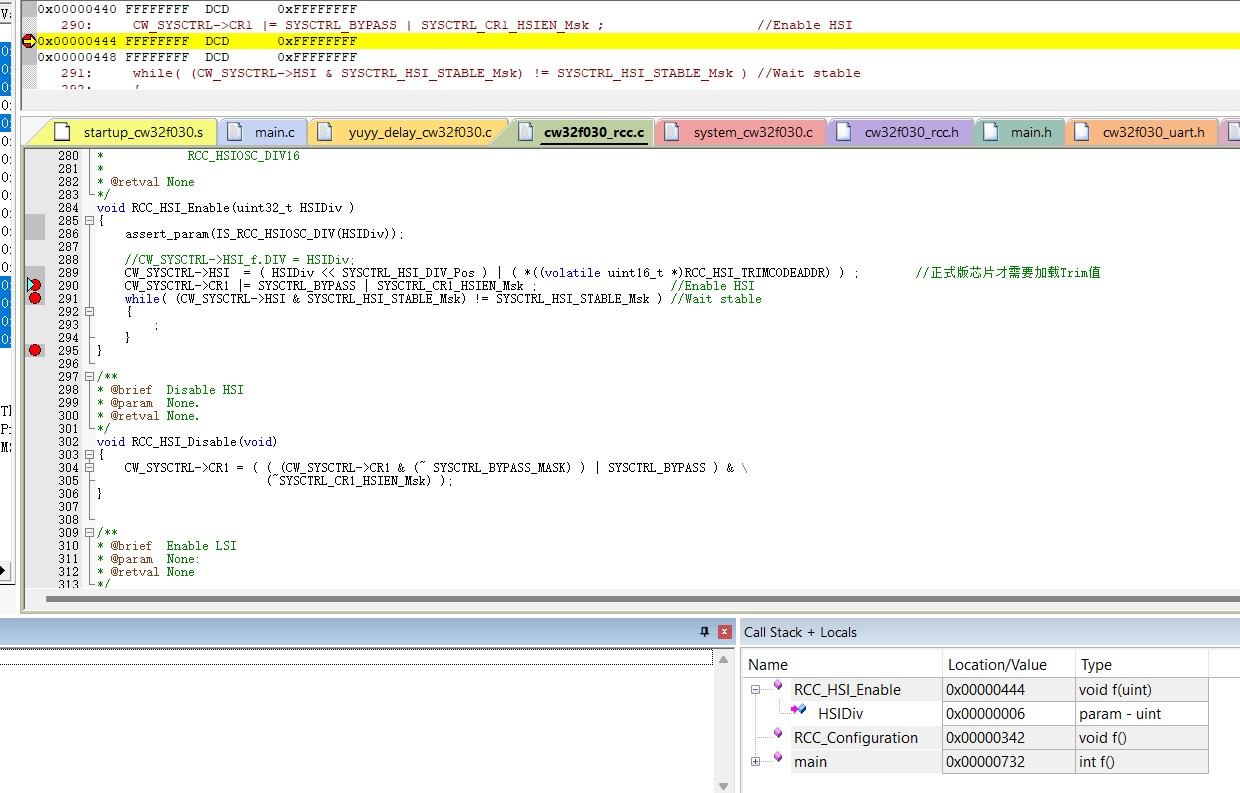 0x00000440 FFFFFFFF  DCD      0xFFFFFFFF
290:     CW_SYSCTRL->CR1 |= SYSCTRL_BYPASS | SYSCTRL_CR1_HSIEN_Msk ;                    //Enable HSI
0x00000444 FFFFFFFF  DCD      0xFFFFFFFF
0x00000448 FFFFFFFF  DCD      0xFFFFFFFF
291:     while( (CW_SYSCTRL->HSI & SYSCTRL_HSI_STABLE_Msk) != SYSCTRL_HSI_STABLE_Msk ) //Wait stable
292:     {
startup_cw32f030.s main.c yuyy_delay_cw32f030.c cw32f030_rcc.c system_cw32f030.c cw32f030_rcc.h main.h cw32f030_uart.h
280 *              RCC_HSIOSC_DIV16
281 *
282 * @retval None
283 */
284 void RCC_HSI_Enable(uint32_t HSIDiv )
285 {
286     assert_param(IS_RCC_HSIOSC_DIV(HSIDiv));
287
288     //CW_SYSCTRL->HSI_f.DIV = HSIDiv;
289     CW_SYSCTRL->HSI  = ( HSIDiv << SYSCTRL_HSI_DIV_Pos ) | ( *((volatile uint16_t *)RCC_HSI_TRIMCODEADDR) ) ;        //正式版芯片才需要加载Trim值
290     CW_SYSCTRL->CR1 |= SYSCTRL_BYPASS | SYSCTRL_CR1_HSIEN_Msk ;                    //Enable HSI
291     while( (CW_SYSCTRL->HSI & SYSCTRL_HSI_STABLE_Msk) != SYSCTRL_HSI_STABLE_Msk ) //Wait stable
292     {
293         ;
294     }
295 }
296
297 /**
298 * @brief  Disable HSI
299 * @param  None.
300 * @retval None.
301 */
302 void RCC_HSI_Disable(void)
303 {
304     CW_SYSCTRL->CR1 = ( ( (CW_SYSCTRL->CR1 & (~ SYSCTRL_BYPASS_MASK) ) | SYSCTRL_BYPASS ) & \
305                       (~SYSCTRL_CR1_HSIEN_Msk) );
306 }
307
308
309 /**
310 * @brief  Enable LSI
311 * @param  None:
312 * @retval None
313 */
Call Stack + Locals
Name Location/Value Type
RCC_HSI_Enable 0x00000444 void f(uint)
HSIDiv 0x00000006 param - uint
RCC_Configuration 0x00000342 void f()
main 0x00000732 int f()